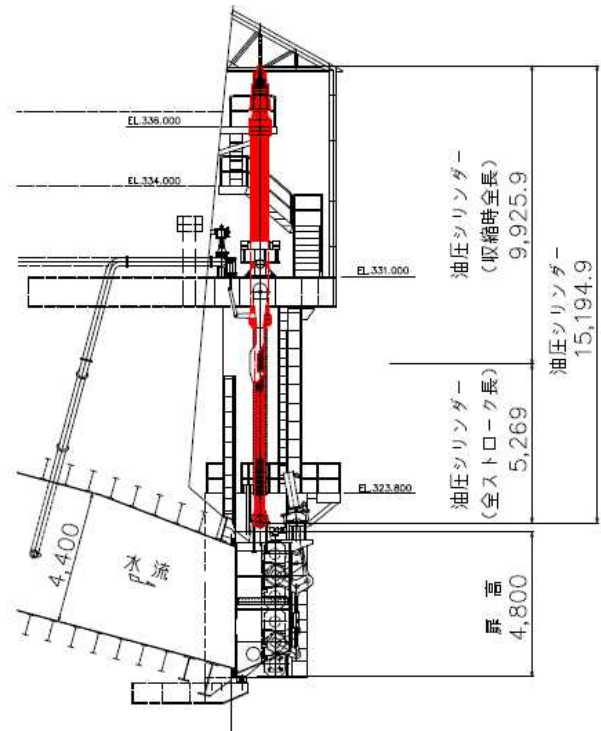 EL.336.000
EL.334.000
EL.331.000
EL.323.800
油圧シリンダー
（収縮時全長）
9,925.9
油圧シリンダー
15,194.9
油圧シリンダー
（全ストローク長）
5,269
4,400
水流
扉高
4,800